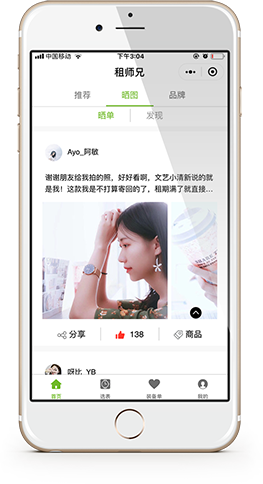 中国移动
下午3:04
租师兄
推荐 晒图 品牌
晒单 发现
Ayo_阿敏
谢谢朋友给我拍的照，好好看啊，文艺小清新说的就
是我！这款我是不打算寄回的了，租期满了就直接...
分享 138 商品
呀比_YB
首页 选表 装备单 我的